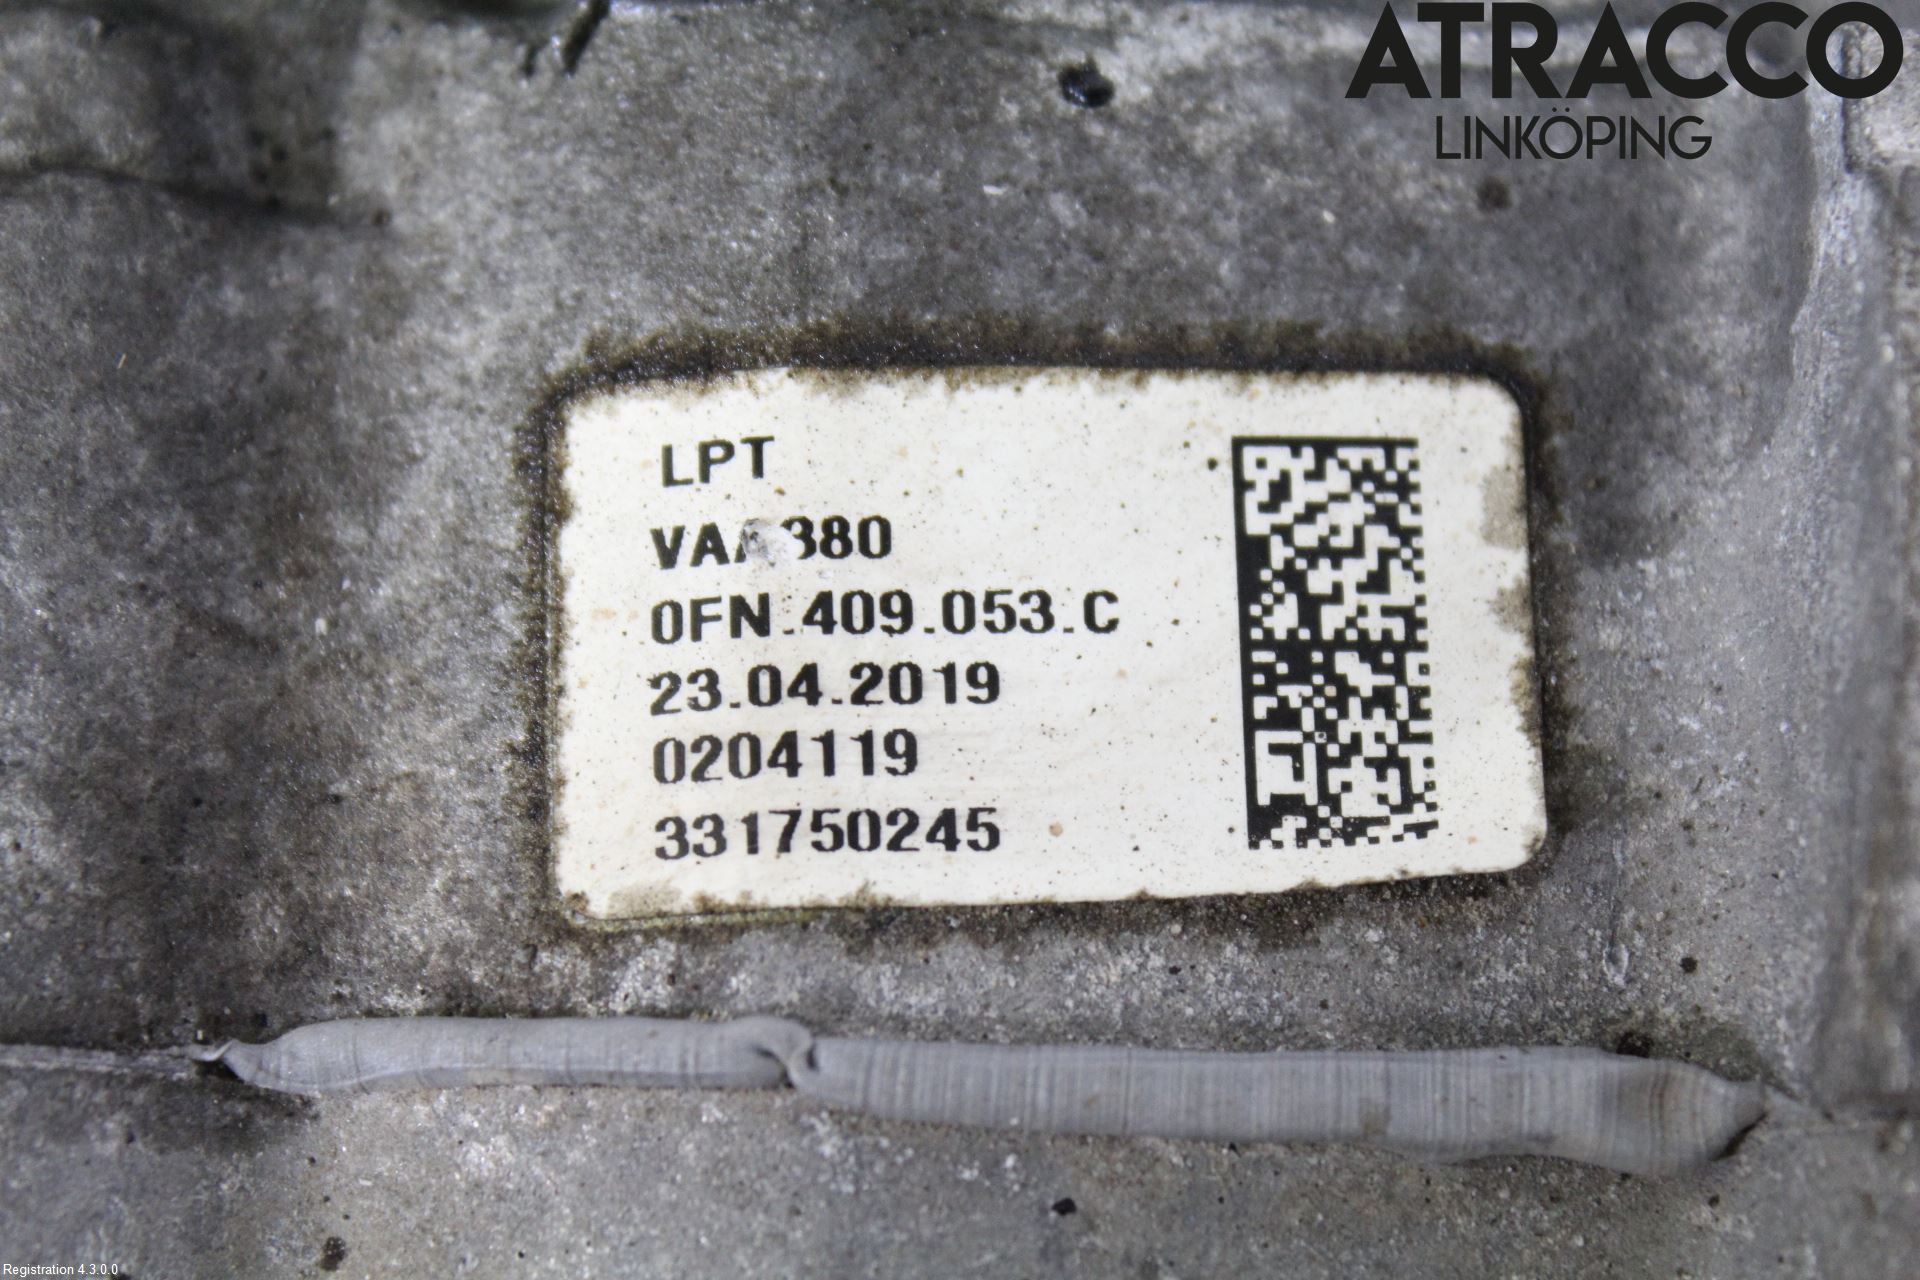 ATRACCO
LINKÖPING
LPT
0FN.409.053.C
23.04.2019
0204119
331750245
Registration 4.3.0.0